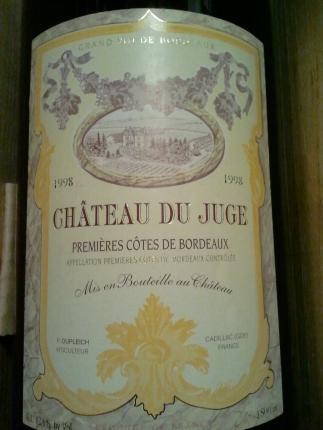 GRAND VIN DE BORDEAUX
1998 1998
CHÂTEAU DU JUGE
PREMIÈRES CÔTES DE BORDEAUX
APPELLATION PREMIÈRES CÔTES DE BORDEAUX CONTRÔLÉE
Mis en Bouteille au Château
P. DUPLEICH
VITICULTEUR
CADILLAC (GDE)
FRANCE